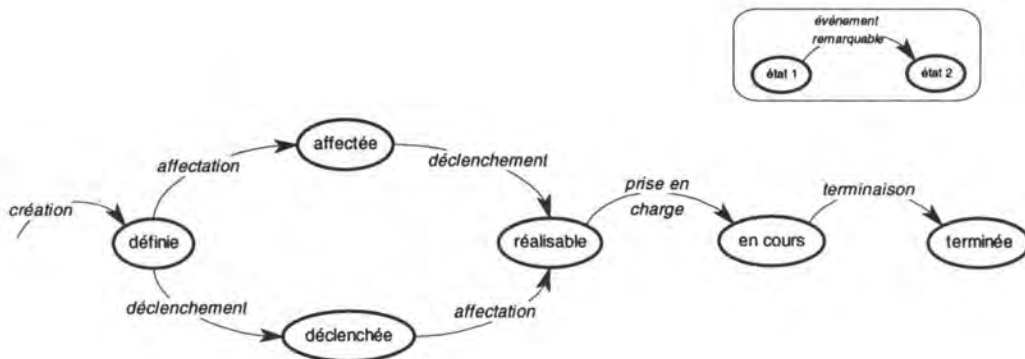 événement
remarquable
état 1
état 2
affectée
affectation
déclenchement
création
prise en
charge
terminaison
définie
réalisable
en cours
terminée
déclenchement
affectation
déclenchée